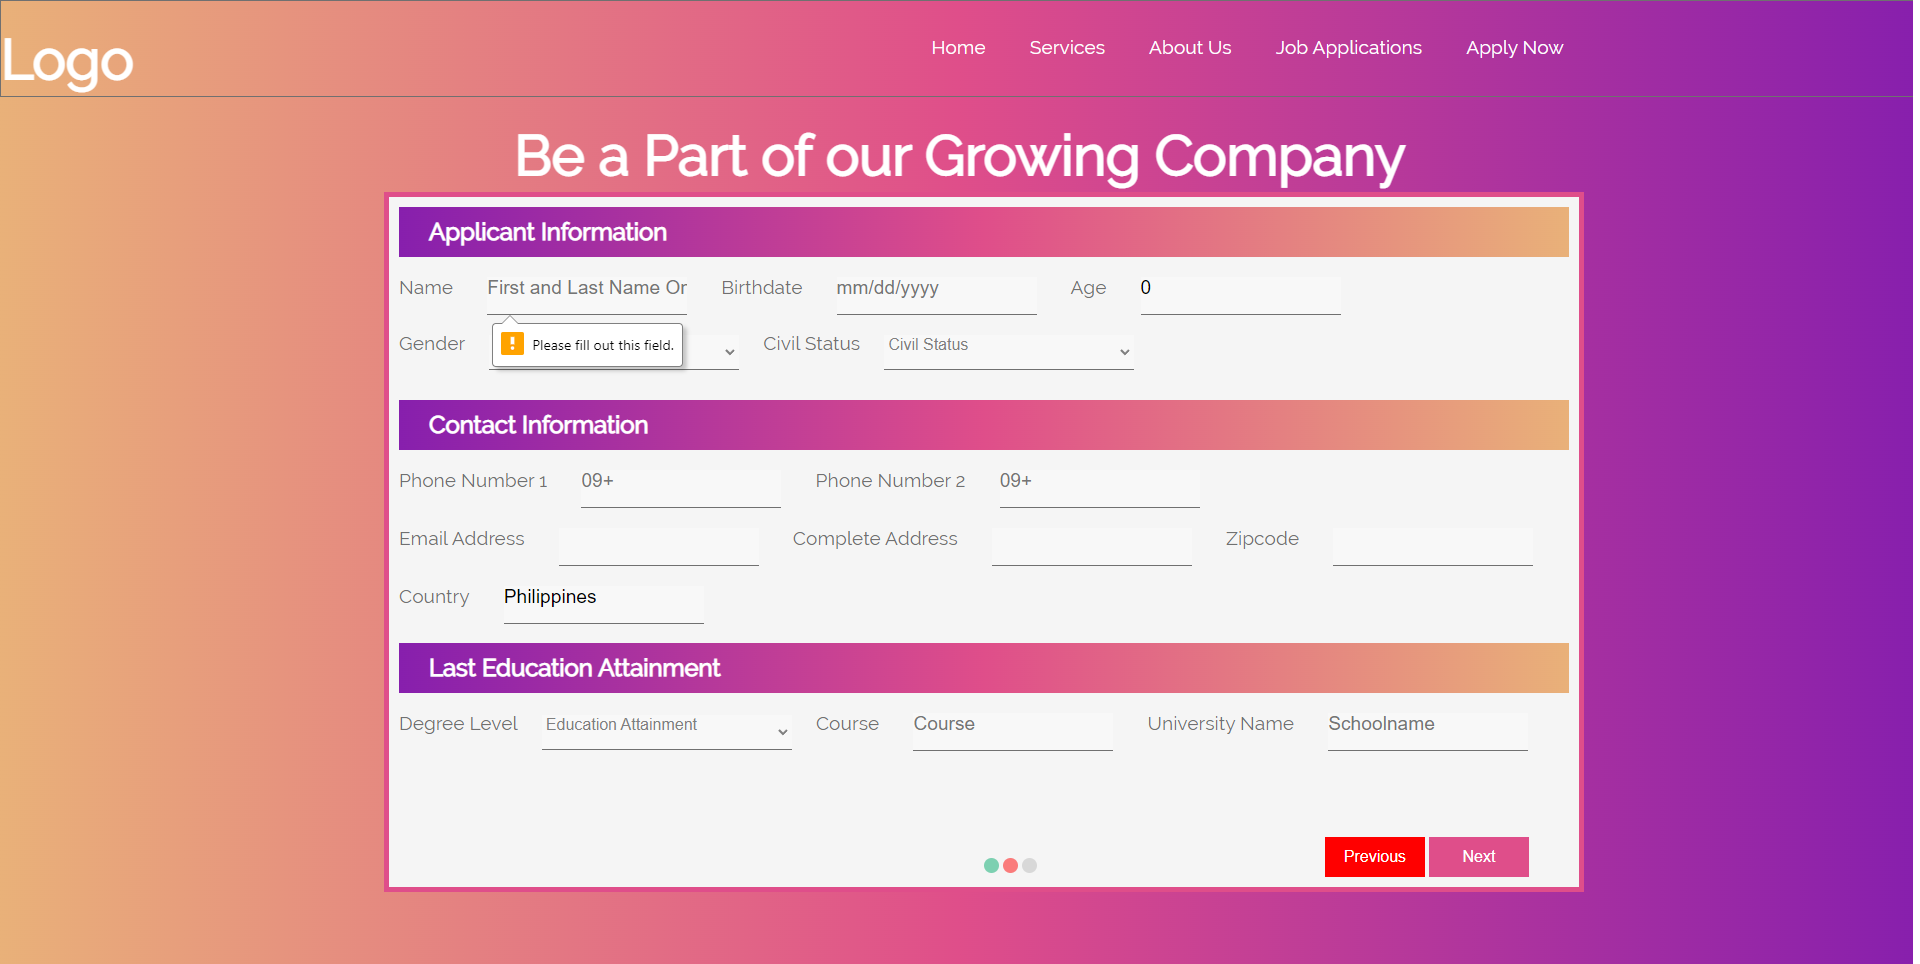 Logo
Home Services About Us Job Applications Apply Now
Be a Part of our Growing Company
Applicant Information
Name First and Last Name Or Birthdate mm/dd/yyyy Age 0
Please fill out this field.
Gender Civil Status Civil Status
Contact Information
Phone Number 1 09+ Phone Number 2 09+
Email Address Complete Address Zipcode
Country Philippines
Last Education Attainment
Degree Level Education Attainment Course Course University Name Schoolname
Previous Next